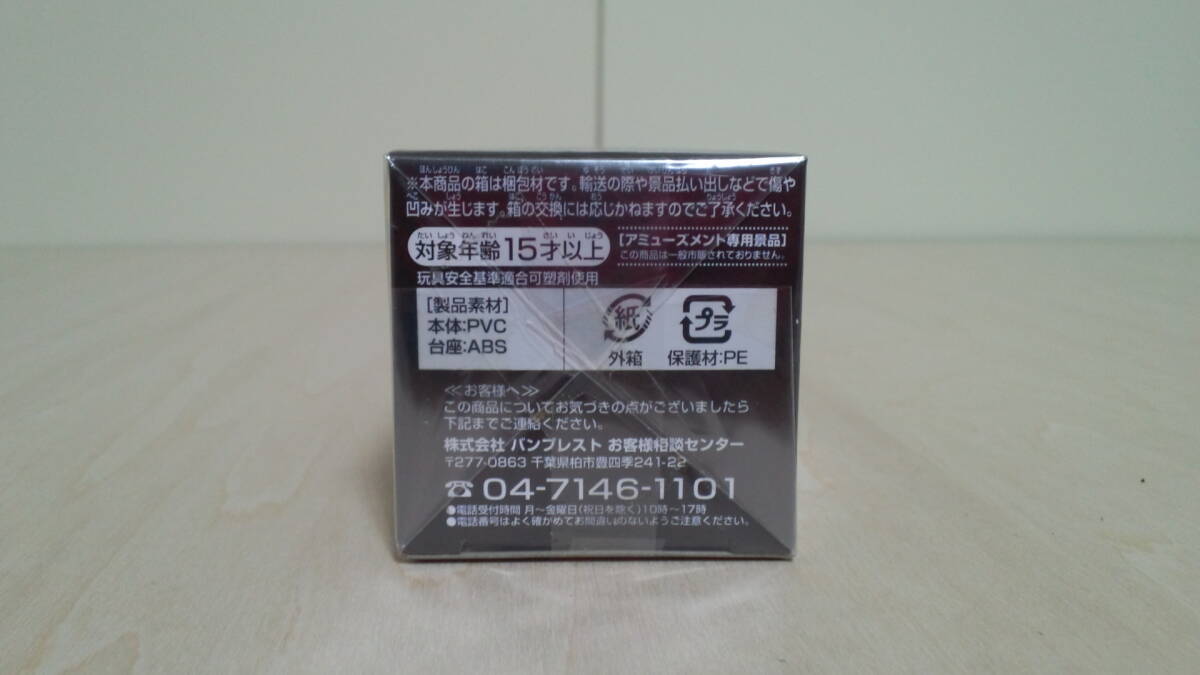 ※本商品の箱は梱包材です。輸送の際や景品払い出しなどで傷や
凹みが生じます。箱の交換には応じかねますのでご了承ください。
対象年齢15才以上
[アミューズメント専用景品]
この商品は一般市販されておりません。
玩具安全基準適合可塑剤使用
[製品素材]
本体:PVC
台座:ABS
紙
外箱
プラ
保護材:PE
≪お客様へ≫
この商品についてお気づきの点がございましたら
下記までご連絡ください。
株式会社 バンプレスト お客様相談センター
〒277-0863 千葉県柏市豊四季241-22
☎ 04-7146-1101
●電話受付時間 月～金曜日(祝日を除く)10時～17時
●電話番号はよく確かめてお間違いのないようご注意ください。